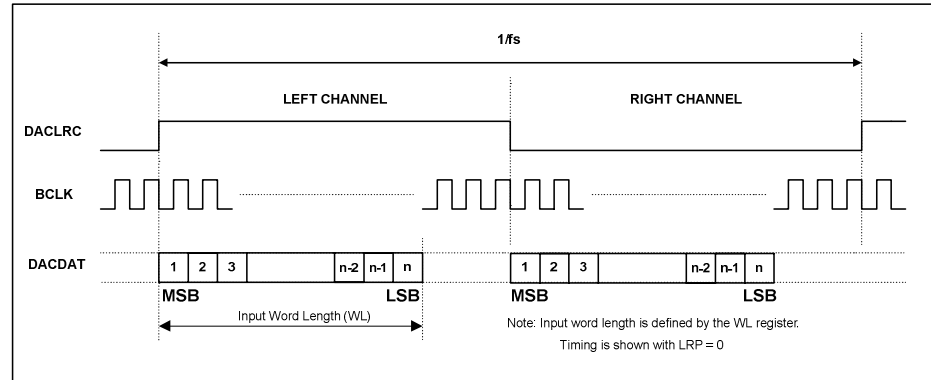 1/fs
LEFT CHANNEL RIGHT CHANNEL
DACLRC
BCLK
DACDAT
1 2 3 n-2 n-1 n 1 2 3 n-2 n-1 n
MSB LSB MSB LSB
Input Word Length (WL)
Note: Input word length is defined by the WL register.
Timing is shown with LRP = 0